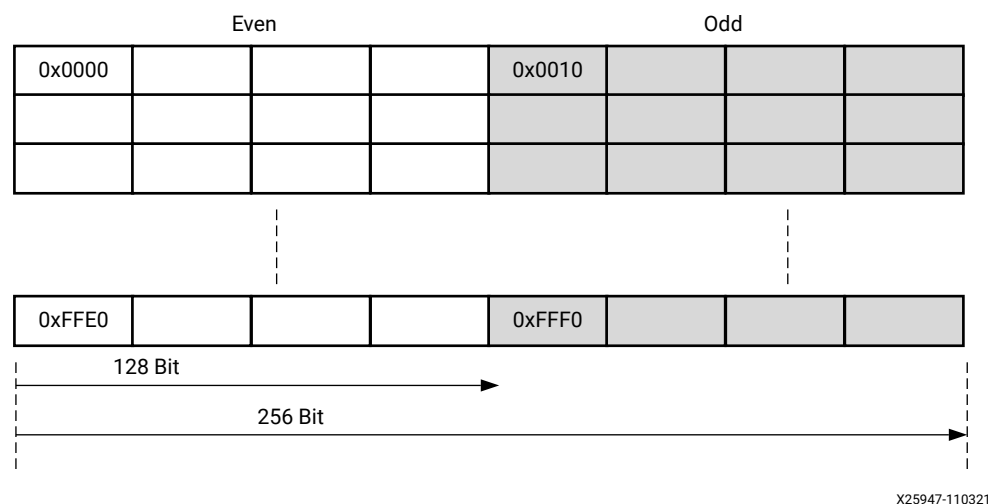 Even Odd
0x0000 0x0010
0xFFE0 0xFFF0
128 Bit
256 Bit
X25947-110321